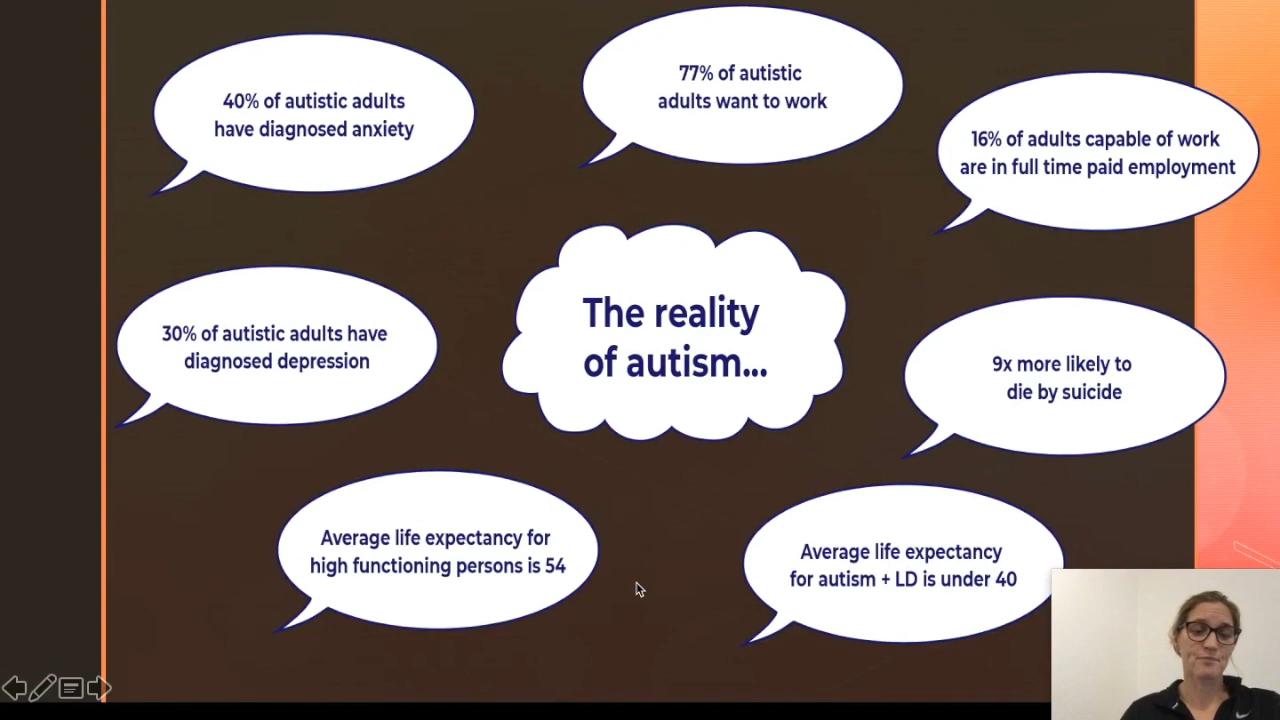 40% of autistic adults
have diagnosed anxiety
77% of autistic
adults want to work
16% of adults capable of work
are in full time paid employment
The reality
of autism...
30% of autistic adults have
diagnosed depression
9x more likely to
die by suicide
Average life expectancy for
high functioning persons is 54
Average life expectancy
for autism + LD is under 40